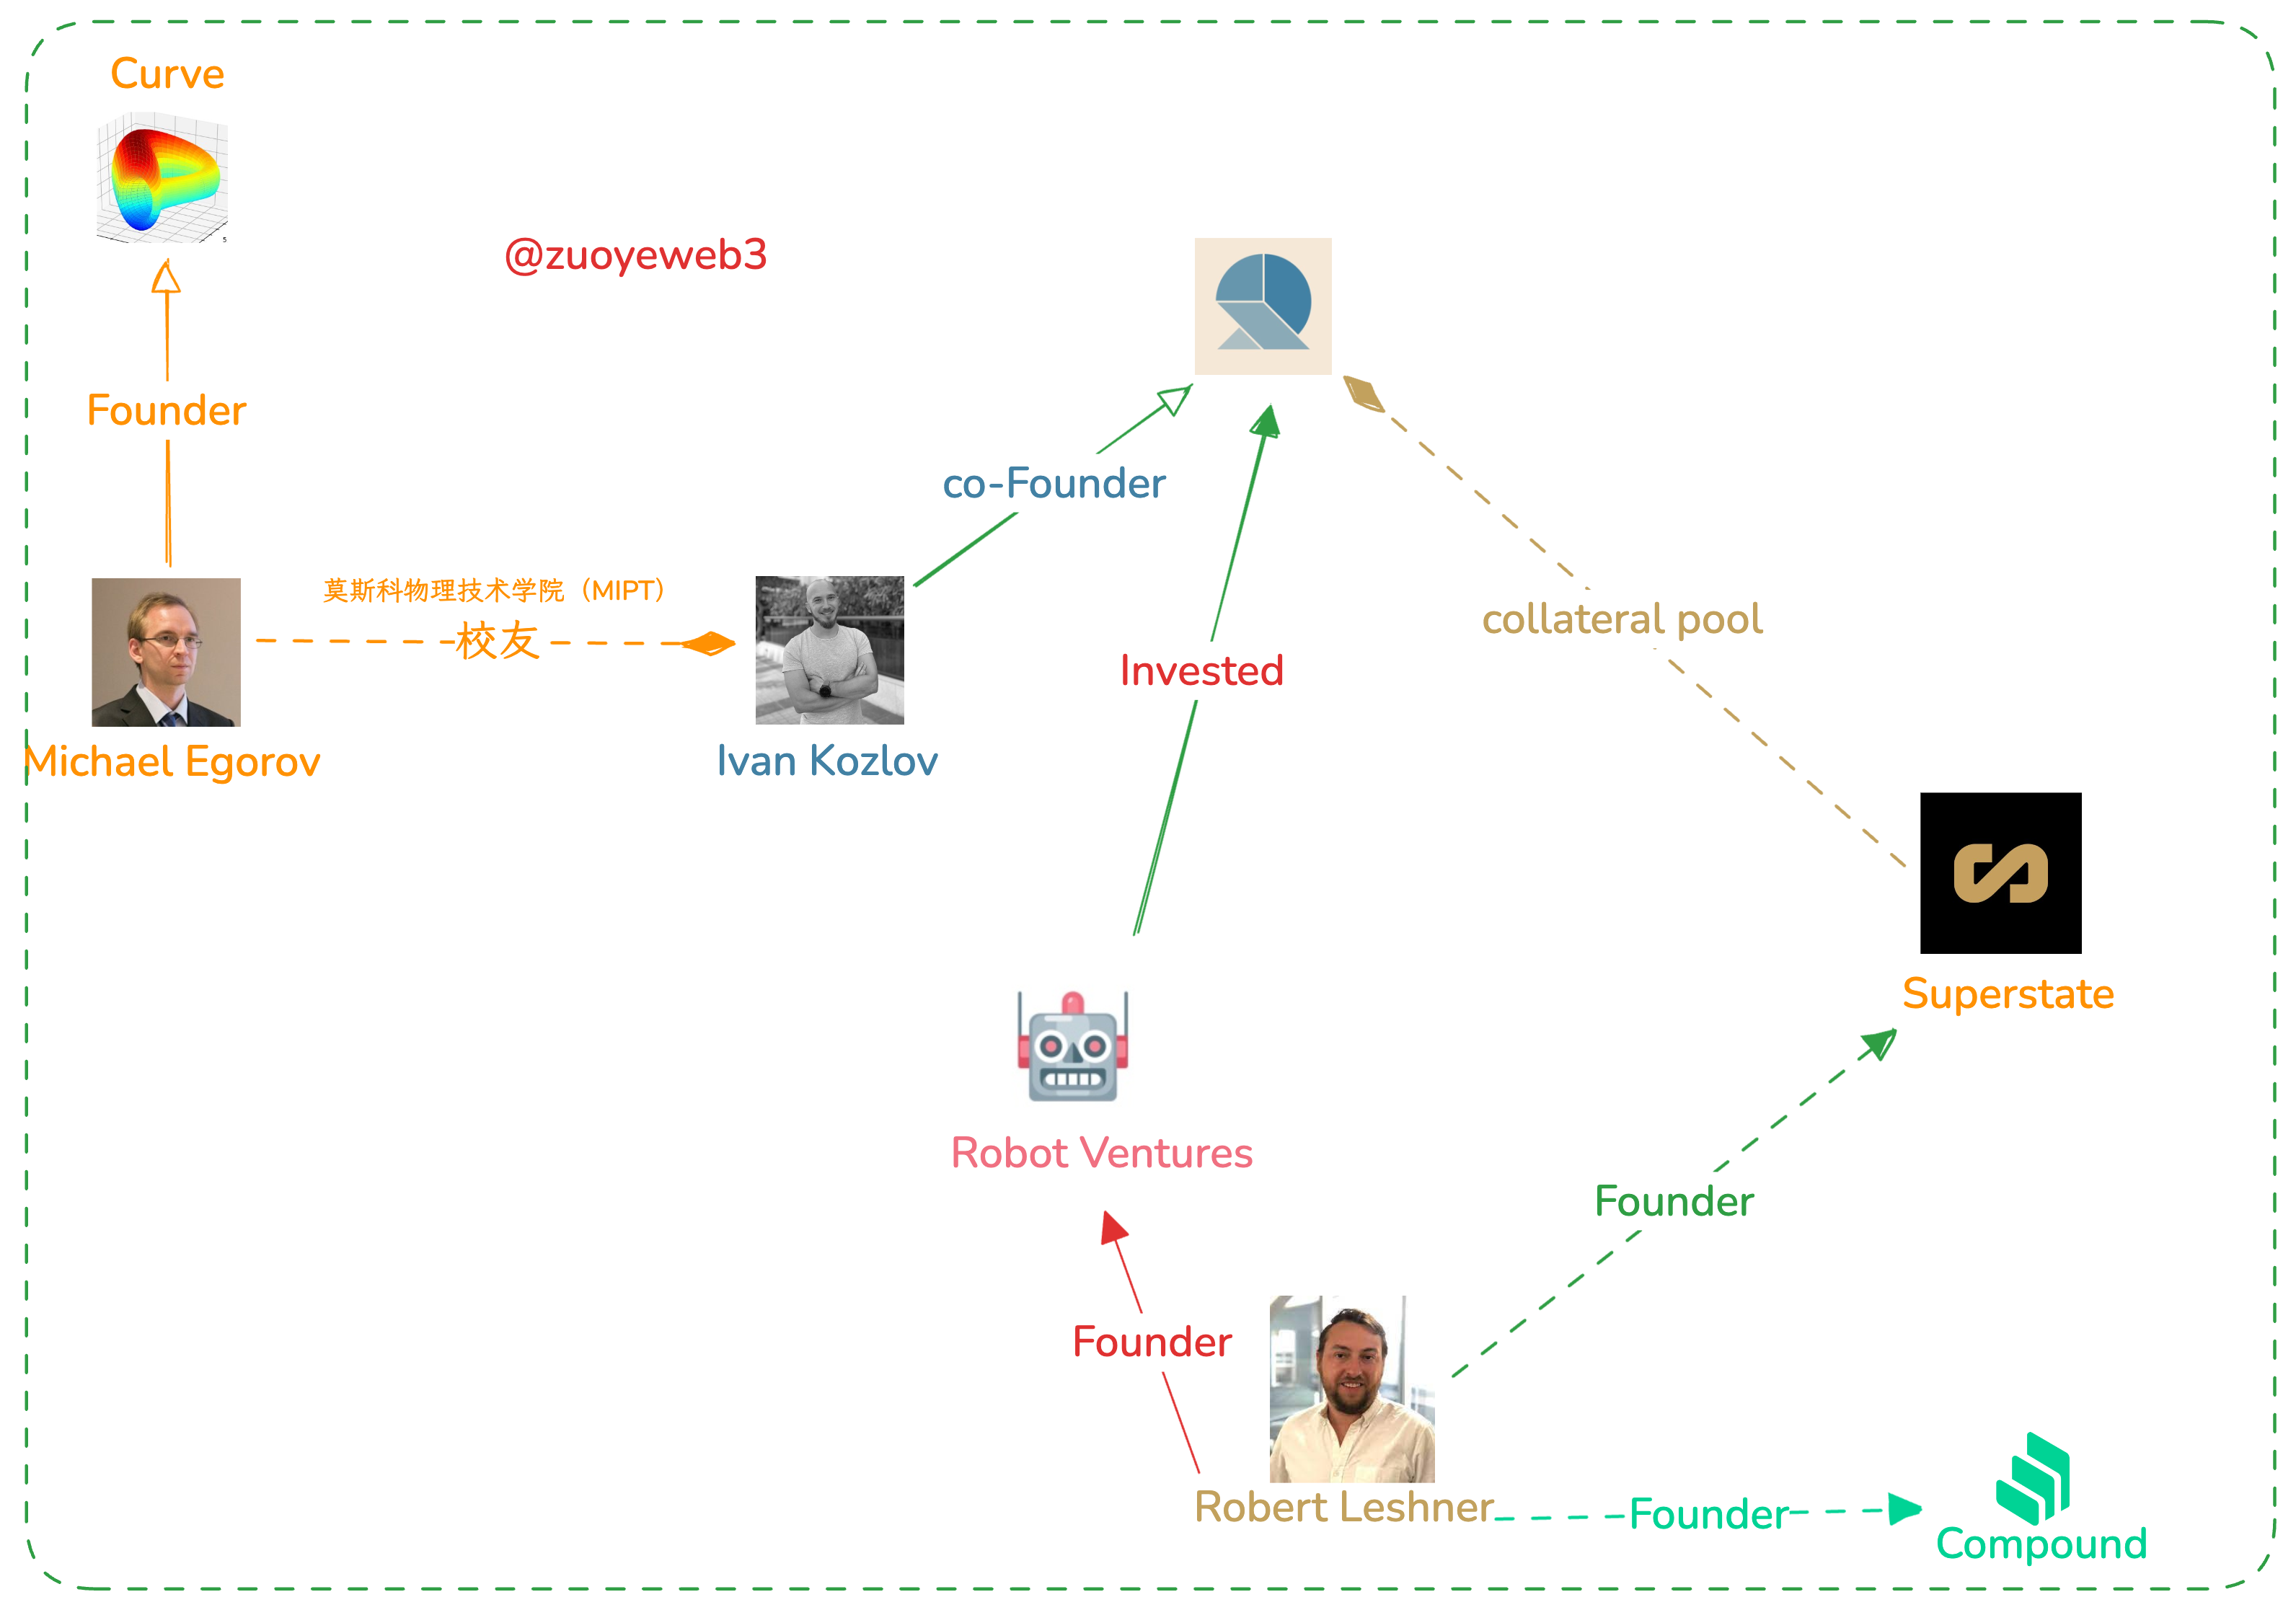 Curve
@zuoyeweb3
Founder
co-Founder
莫斯科物理技术学院（MIPT）
校友
collateral pool
Invested
Michael Egorov
Ivan Kozlov
Superstate
Robot Ventures
Founder
Founder
Robert Leshner
Founder
Compound
5